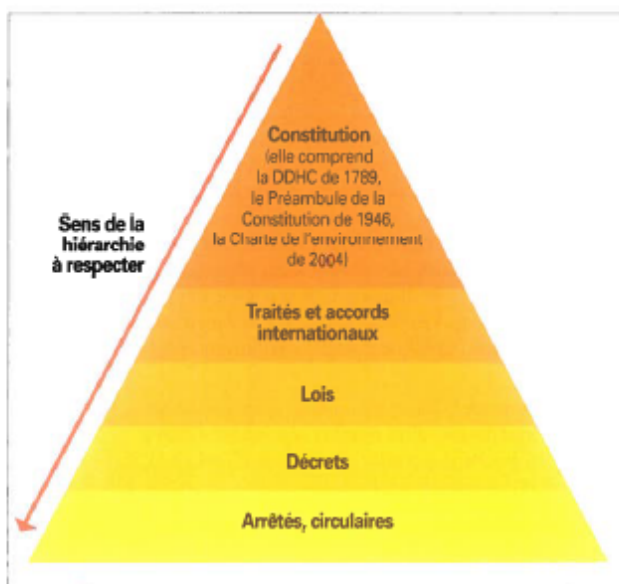 Constitution
(elle comprend
la DDHC de 1789,
le Préambule de la
Constitution de 1946,
la Charte de l'environnement
de 2004)
Sens de la
hiérarchie
à respecter
Traités et accords
internationaux
Lois
Décrets
Arrêtés, circulaires